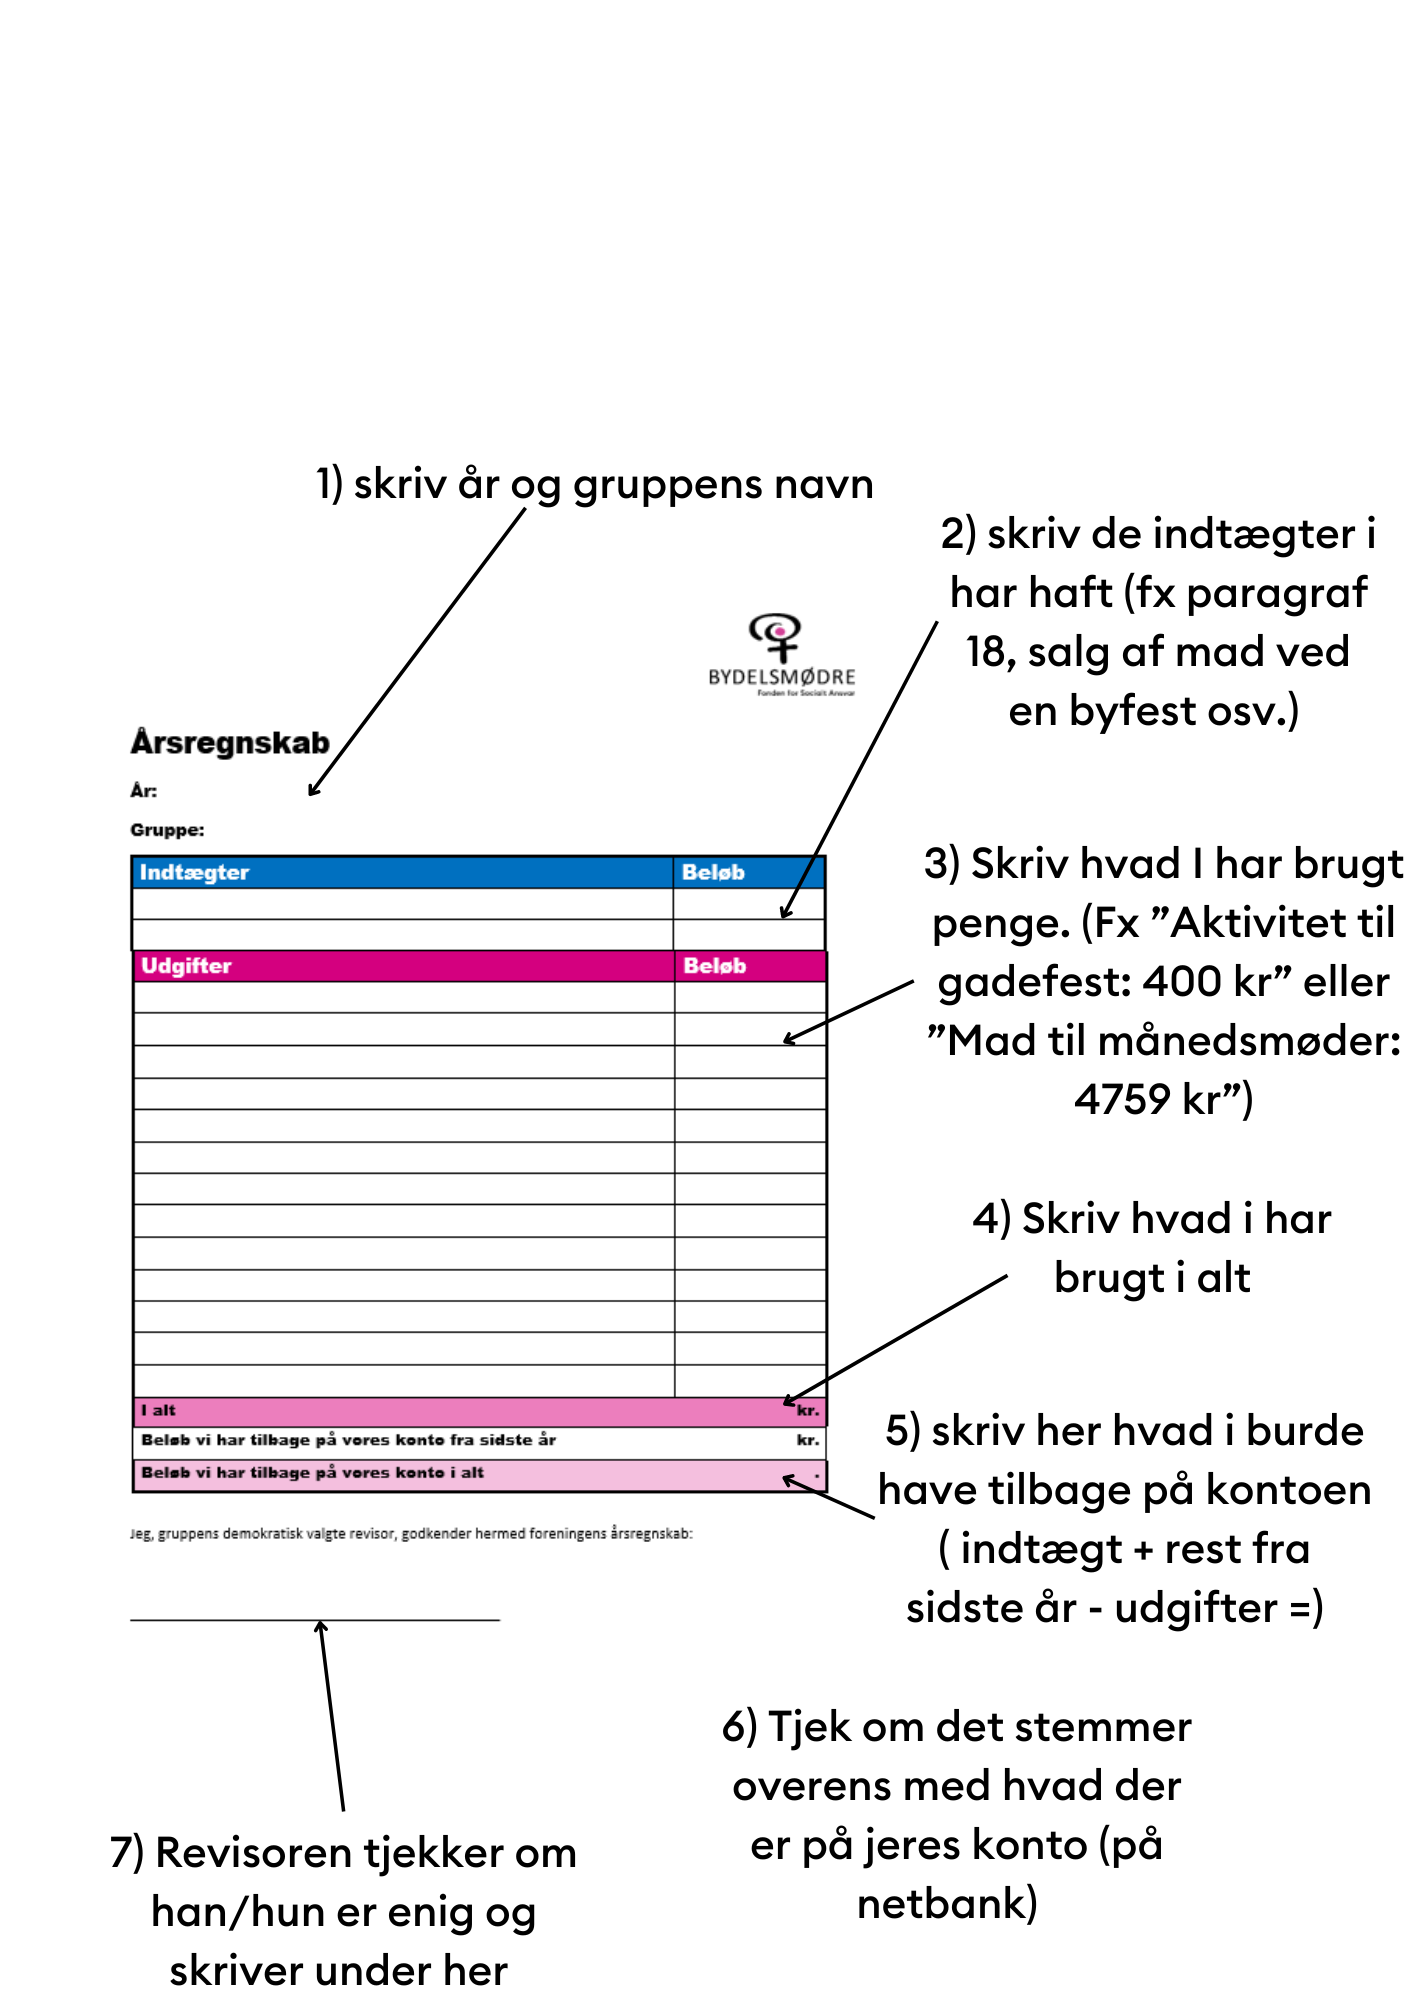 1) skriv år og gruppens navn
2) skriv de indtægter i
har haft (fx paragraf
18, salg af mad ved
en byfest osv.)
BYDELSMØDRE
Fonden for Socialt Ansvar
Årsregnskab
År:
Gruppe:
Indtægter Beløb
3) Skriv hvad I har brugt
penge. (Fx ”Aktivitet til
gadefest: 400 kr” eller
”Mad til månedsmøder:
4759 kr”)
Udgifter Beløb
4) Skriv hvad i har
brugt i alt
I alt kr.
Beløb vi har tilbage på vores konto fra sidste år kr.
Beløb vi har tilbage på vores konto i alt .
5) skriv her hvad i burde
have tilbage på kontoen
( indtægt + rest fra
sidste år - udgifter =)
Jeg, gruppens demokratisk valgte revisor, godkender hermed foreningens årsregnskab:
6) Tjek om det stemmer
overens med hvad der
er på jeres konto (på
netbank)
7) Revisoren tjekker om
han/hun er enig og
skriver under her